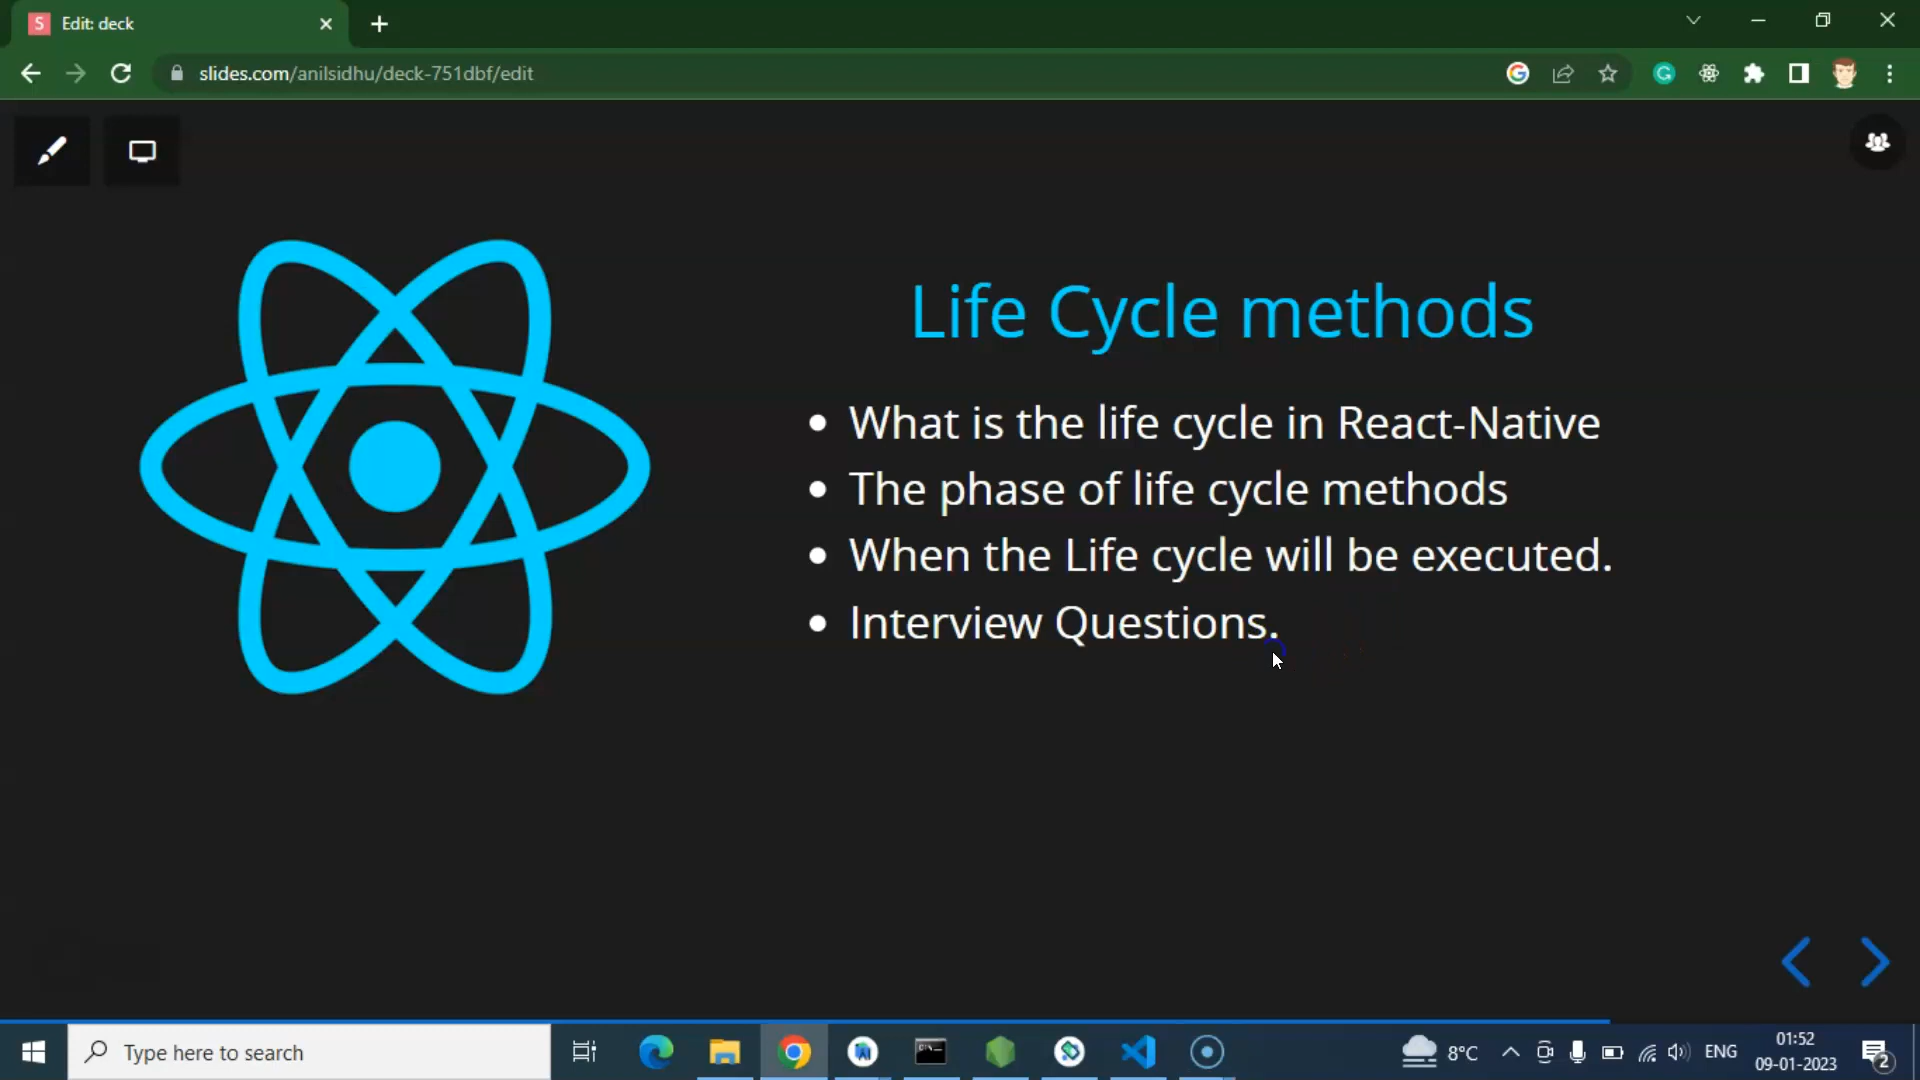 S Edit: deck
slides.com/anilsidhu/deck-751dbf/edit
Life Cycle methods
• What is the life cycle in React-Native
• The phase of life cycle methods
• When the Life cycle will be executed.
• Interview Questions.
Type here to search
8°C
ENG
01:52
09-01-2023
2